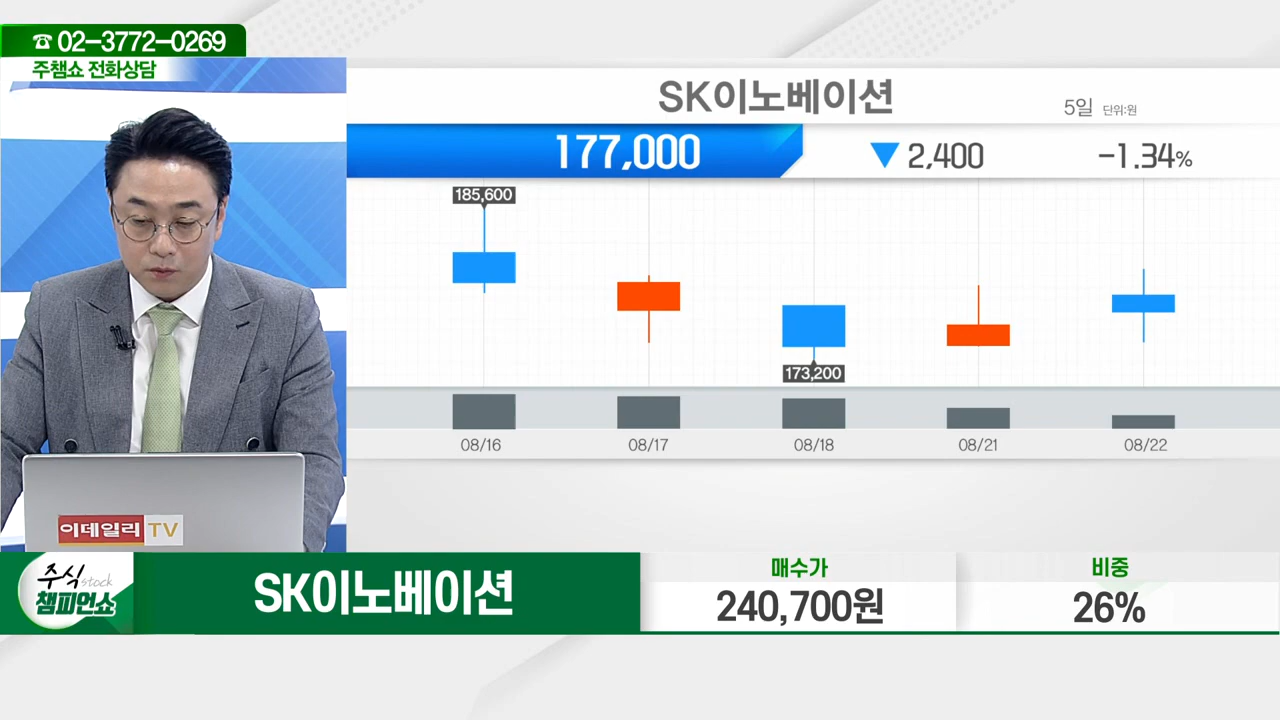 ☎ 02-3772-0269
주챔쇼 전화상담
SK이노베이션
5일 단위:원
177,000 ▼ 2,400 -1.34%
185,600
173,200
08/16 08/17 08/18 08/21 08/22
이데일리 TV
주식 stock
챔피언쇼
SK이노베이션
매수가
240,700원
비중
26%